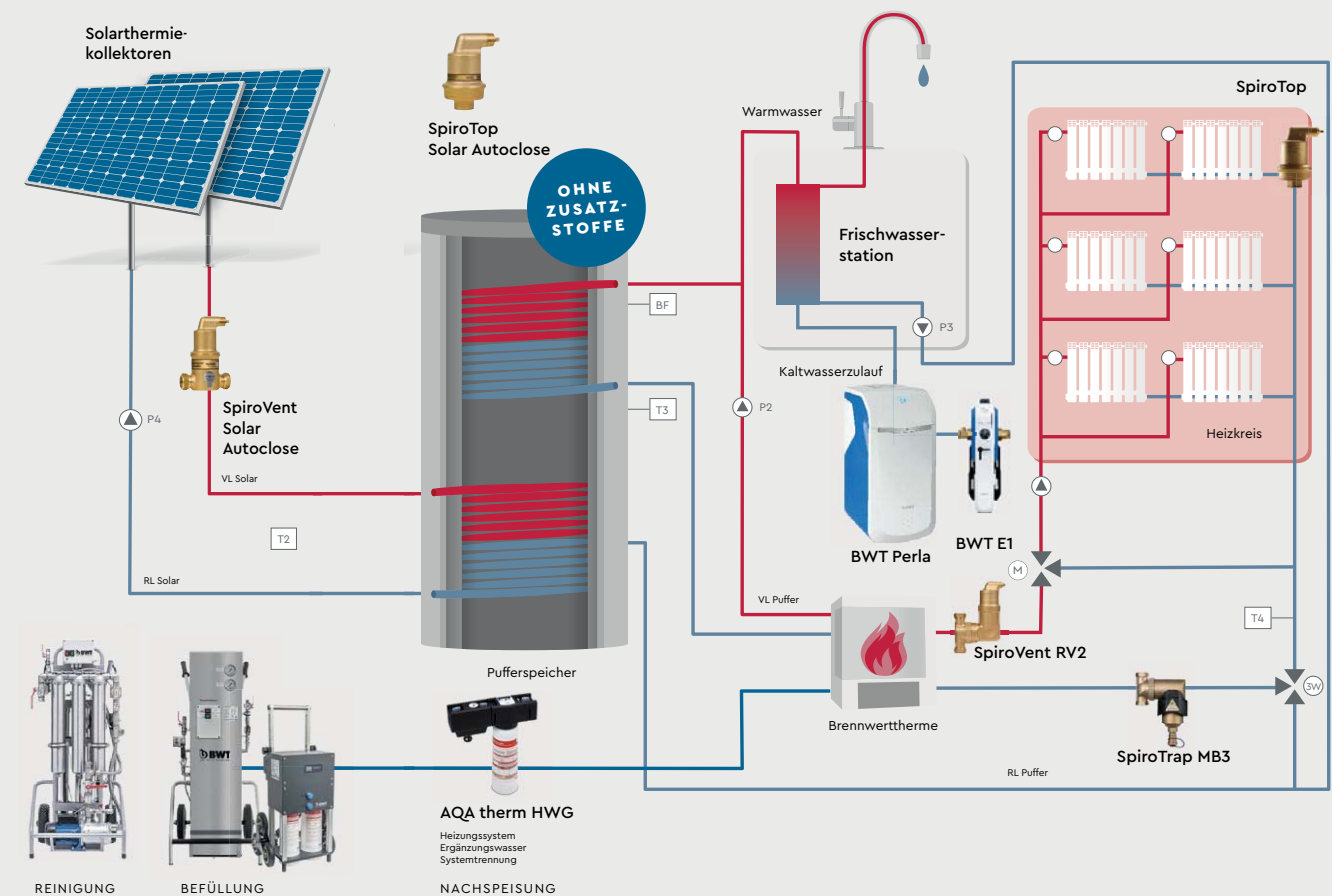 Solarthermie-
kollektoren
SpiroTop
Solar Autoclose
OHNE
ZUSATZ-
STOFFE
Warmwasser
SpiroTop
Frischwasser-
station
BF
P3
Kaltwasserzulauf
T3
P2
P4
SpiroVent
Solar
Autoclose
Heizkreis
VL Solar
T2
BWT Perla
BWT E1
M
RL Solar
VL Puffer
T4
SpiroVent RV2
Pufferspeicher
3W
Brennwerttherme
SpiroTrap MB3
RL Puffer
BWT
BWT
AQA therm HWG
Heizungssystem
Ergänzungswasser
Systemtrennung
REINIGUNG
BEFÜLLUNG
NACHSPEISUNG